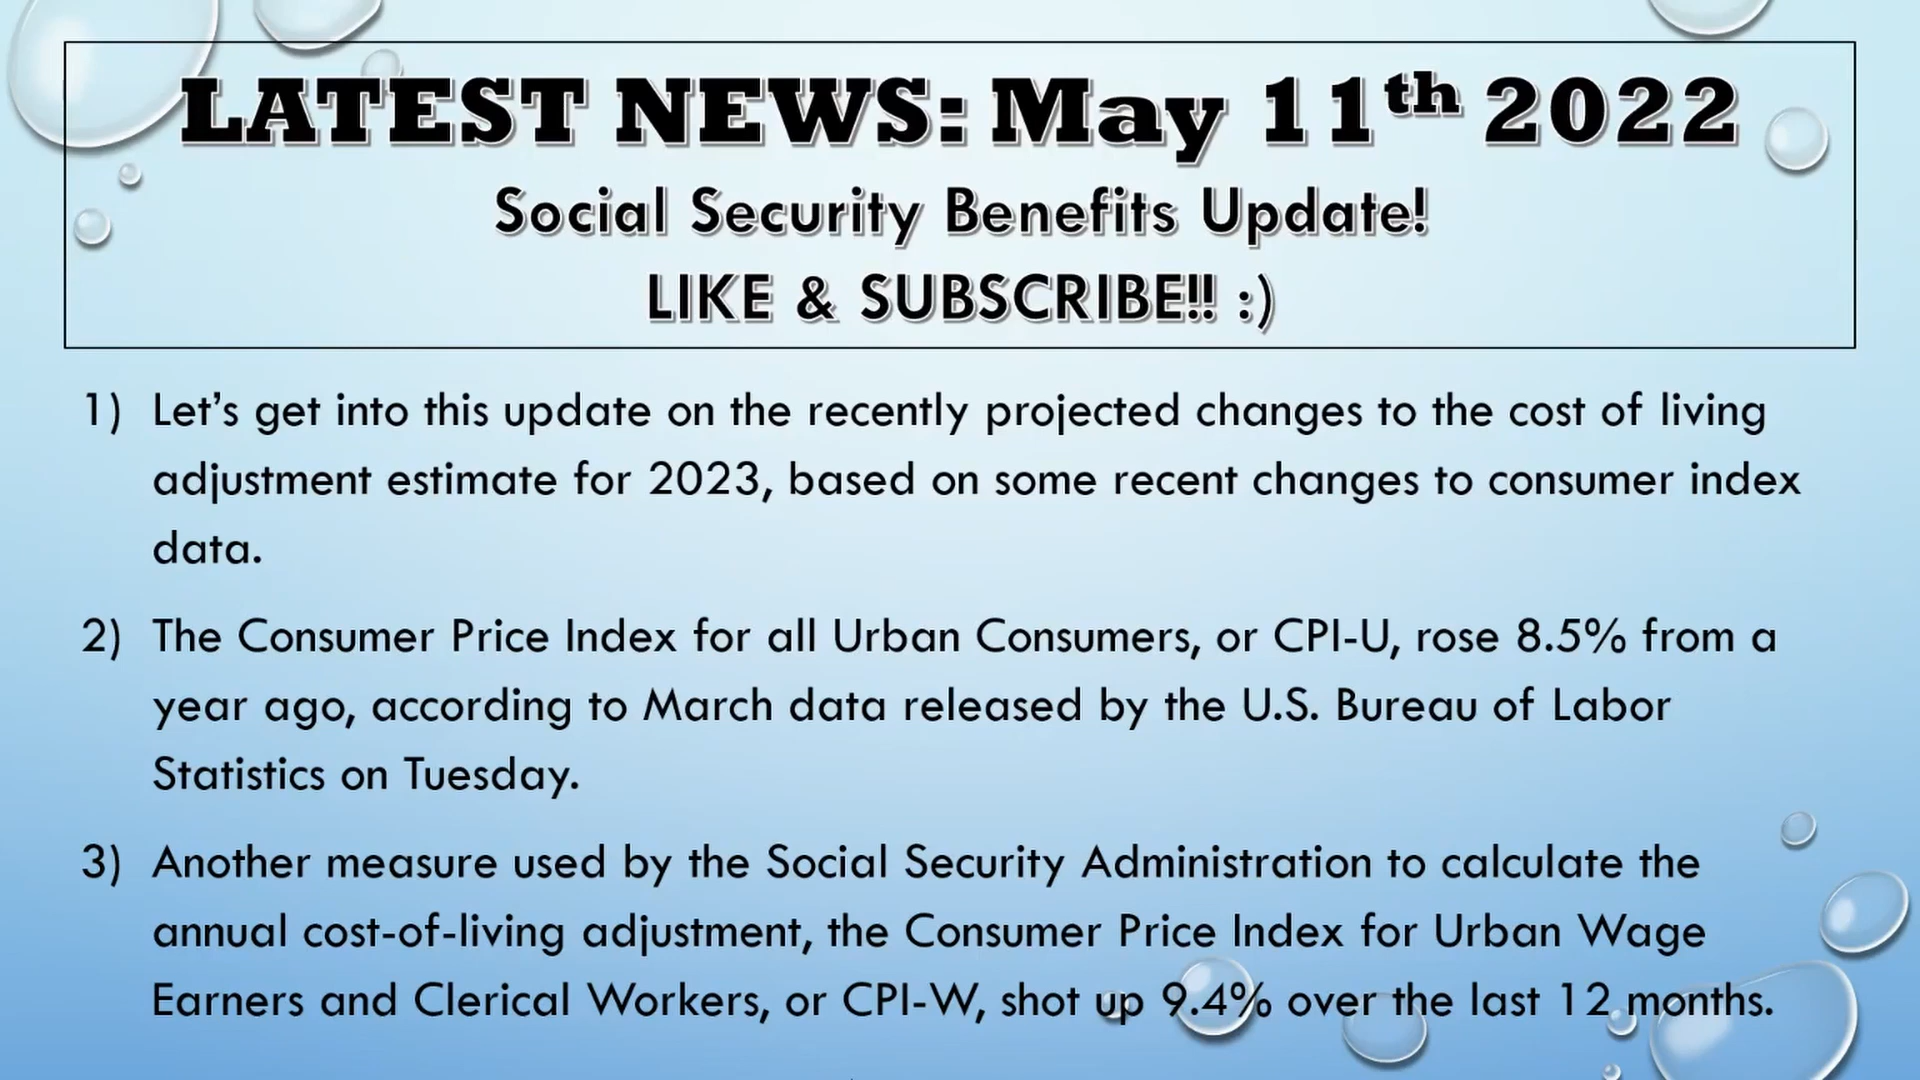 LATEST NEWS: May 11th 2022
Social Security Benefits Update!
LIKE & SUBSCRIBE!! :)
1) Let’s get into this update on the recently projected changes to the cost of living
adjustment estimate for 2023, based on some recent changes to consumer index
data.
2) The Consumer Price Index for all Urban Consumers, or CPI-U, rose 8.5% from a
year ago, according to March data released by the U.S. Bureau of Labor
Statistics on Tuesday.
3) Another measure used by the Social Security Administration to calculate the
annual cost-of-living adjustment, the Consumer Price Index for Urban Wage
Earners and Clerical Workers, or CPI-W, shot up 9.4% over the last 12 months.